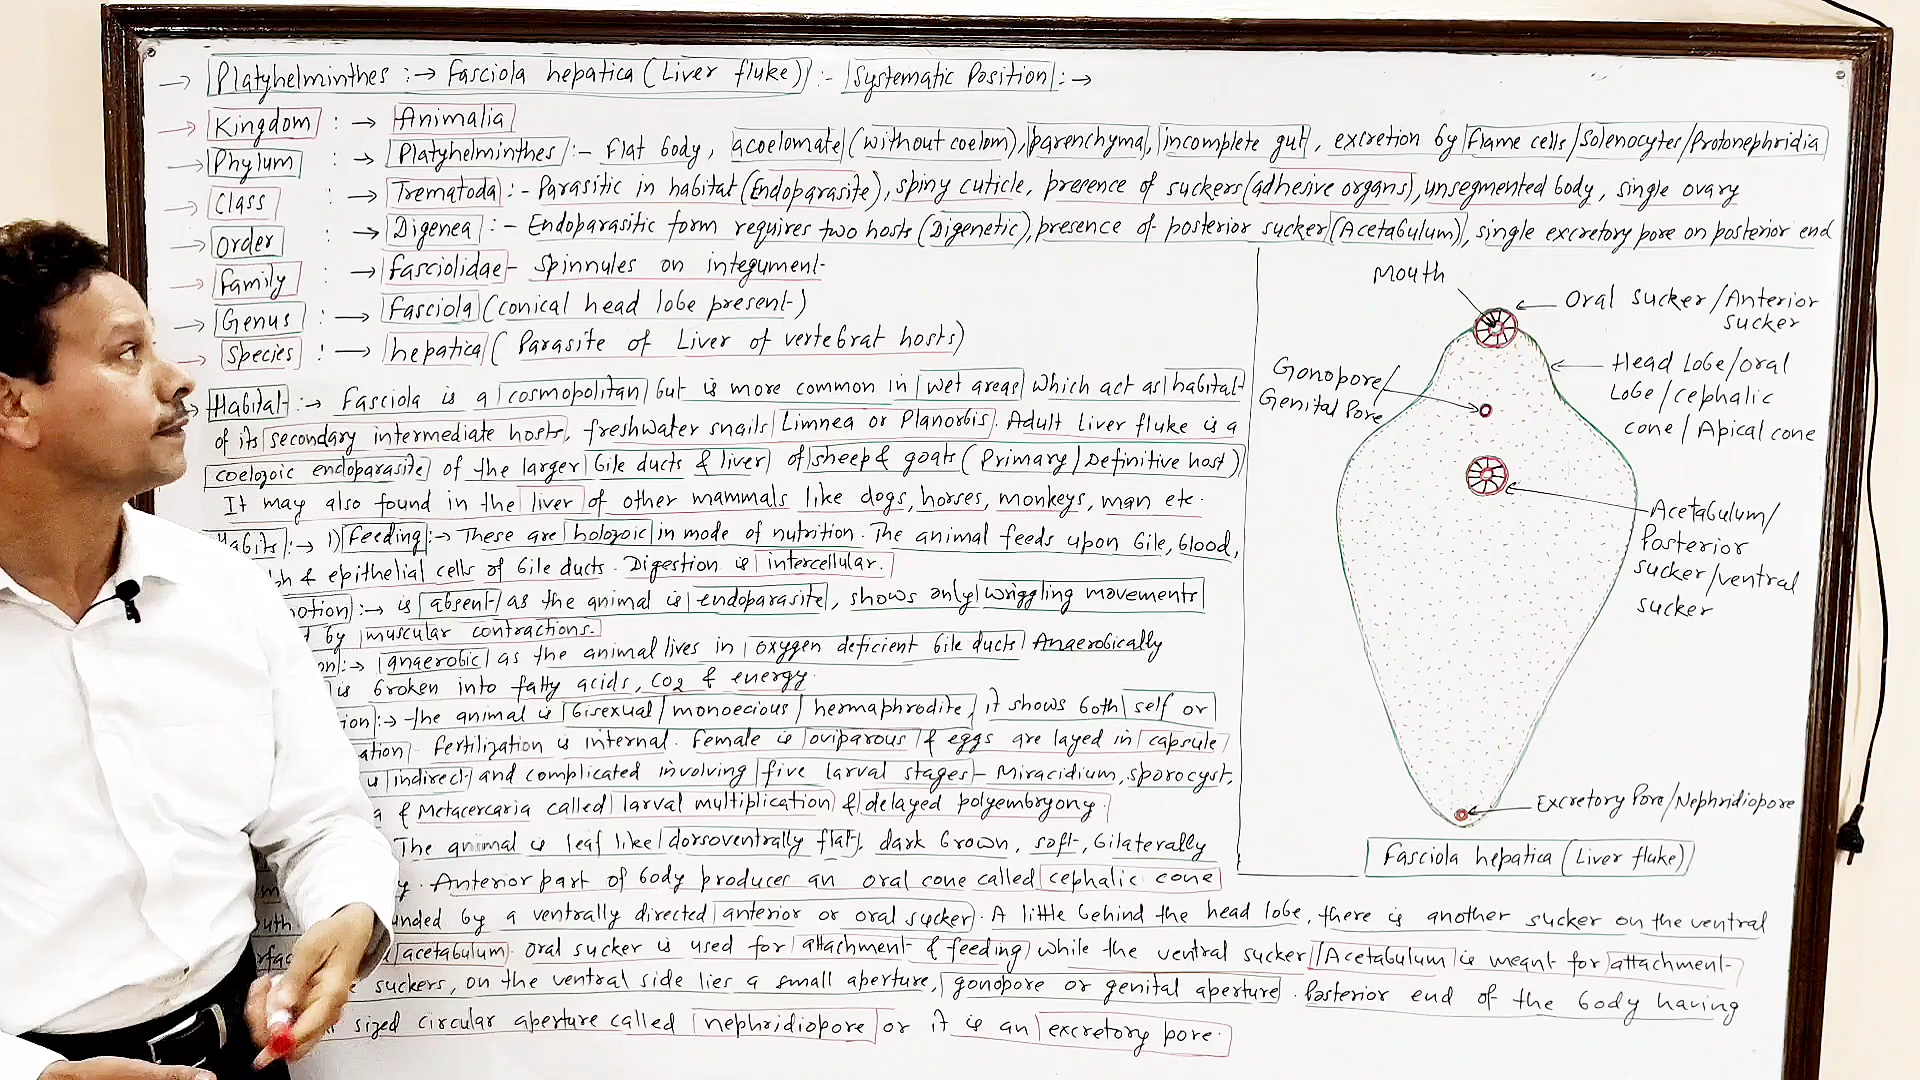 → Platyhelminthes :→ Fasciola hepatica (Liver fluke) :- Systematic Position :→
→ Kingdom : → Animalia
→ Phylum : → Platyhelminthes :- Flat body, acoelomate (without coelom), parenchyma, incomplete gut, excretion by Flame cells/Solenocytes/Protonephridia
→ Class : → Trematoda :- Parasitic in habitat (Endoparasite), spiny cuticle, presence of suckers (adhesive organs), unsegmented body, single ovary
→ Order : → Digenea :- Endoparasitic form requires two hosts (Digenetic), presence of posterior sucker (Acetabulum), single excretory pore on posterior end
→ Family : → Fasciolidae - Spinnules on integument
→ Genus : → Fasciola (conical head lobe present)
→ Species : → hepatica ( Parasite of Liver of vertebrat hosts)
→ Habitat :→ Fasciola is a cosmopolitan but is more common in wet areas which act as habitat
of its secondary intermediate hosts, freshwater snails Limnea or Planorbis. Adult Liver fluke is a
coelozoic endoparasite of the larger bile ducts & liver of sheep & goats (Primary/Definitive host)
It may also found in the liver of other mammals like dogs, horses, monkeys, man etc.
Habits :→ 1) Feeding :→ These are holozoic in mode of nutrition. The animal feeds upon bile, blood,
& epithelial cells of bile ducts. Digestion is intercellular.
:→ is absent as the animal is endoparasite, shows only wriggling movements
by muscular contractions.
:→ anaerobic as the animal lives in oxygen deficient bile ducts Anaerobically
is broken into fatty acids, CO2 & energy.
:→ the animal is bisexual/monoecious/hermaphrodite, it shows both self or
Fertilization is internal. Female is oviparous & eggs are layed in capsule
is indirect and complicated involving five larval stages - Miracidium, sporocyst,
& Metacercaria called larval multiplication & delayed polyembryony.
The animal is leaf like dorsoventrally flat, dark brown, soft, bilaterally
Anterior part of body produces an oral cone called cephalic cone
by a ventrally directed anterior or oral sucker. A little behind the head lobe, there is another sucker on the ventral
acetabulum. Oral sucker is used for attachment & feeding while the ventral sucker/Acetabulum is meant for attachment
suckers, on the ventral side lies a small aperture, gonopore or genital aperture. Posterior end of the body having
sized circular aperture called nephridiopore or it is an excretory pore.
Mouth
Oral sucker/Anterior
sucker
Head Lobe/oral
Lobe/cephalic
cone/Apical cone
Gonopore/
Genital Pore
Acetabulum/
Posterior
sucker/ventral
sucker
Excretory Pore/Nephridiopore
Fasciola hepatica (Liver fluke)